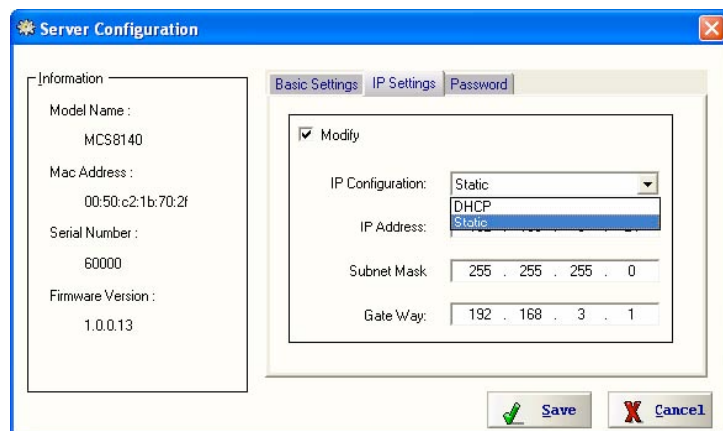 Server Configuration
Information
Model Name :
MCS8140
Mac Address :
00:50:c2:1b:70:2f
Serial Number :
60000
Firmware Version :
1.0.0.13
Basic Settings IP Settings Password
Modify
IP Configuration: Static
DHCP
Static
IP Address:
Subnet Mask 255 . 255 . 255 . 0
Gate Way: 192 . 168 . 3 . 1
Save Cancel